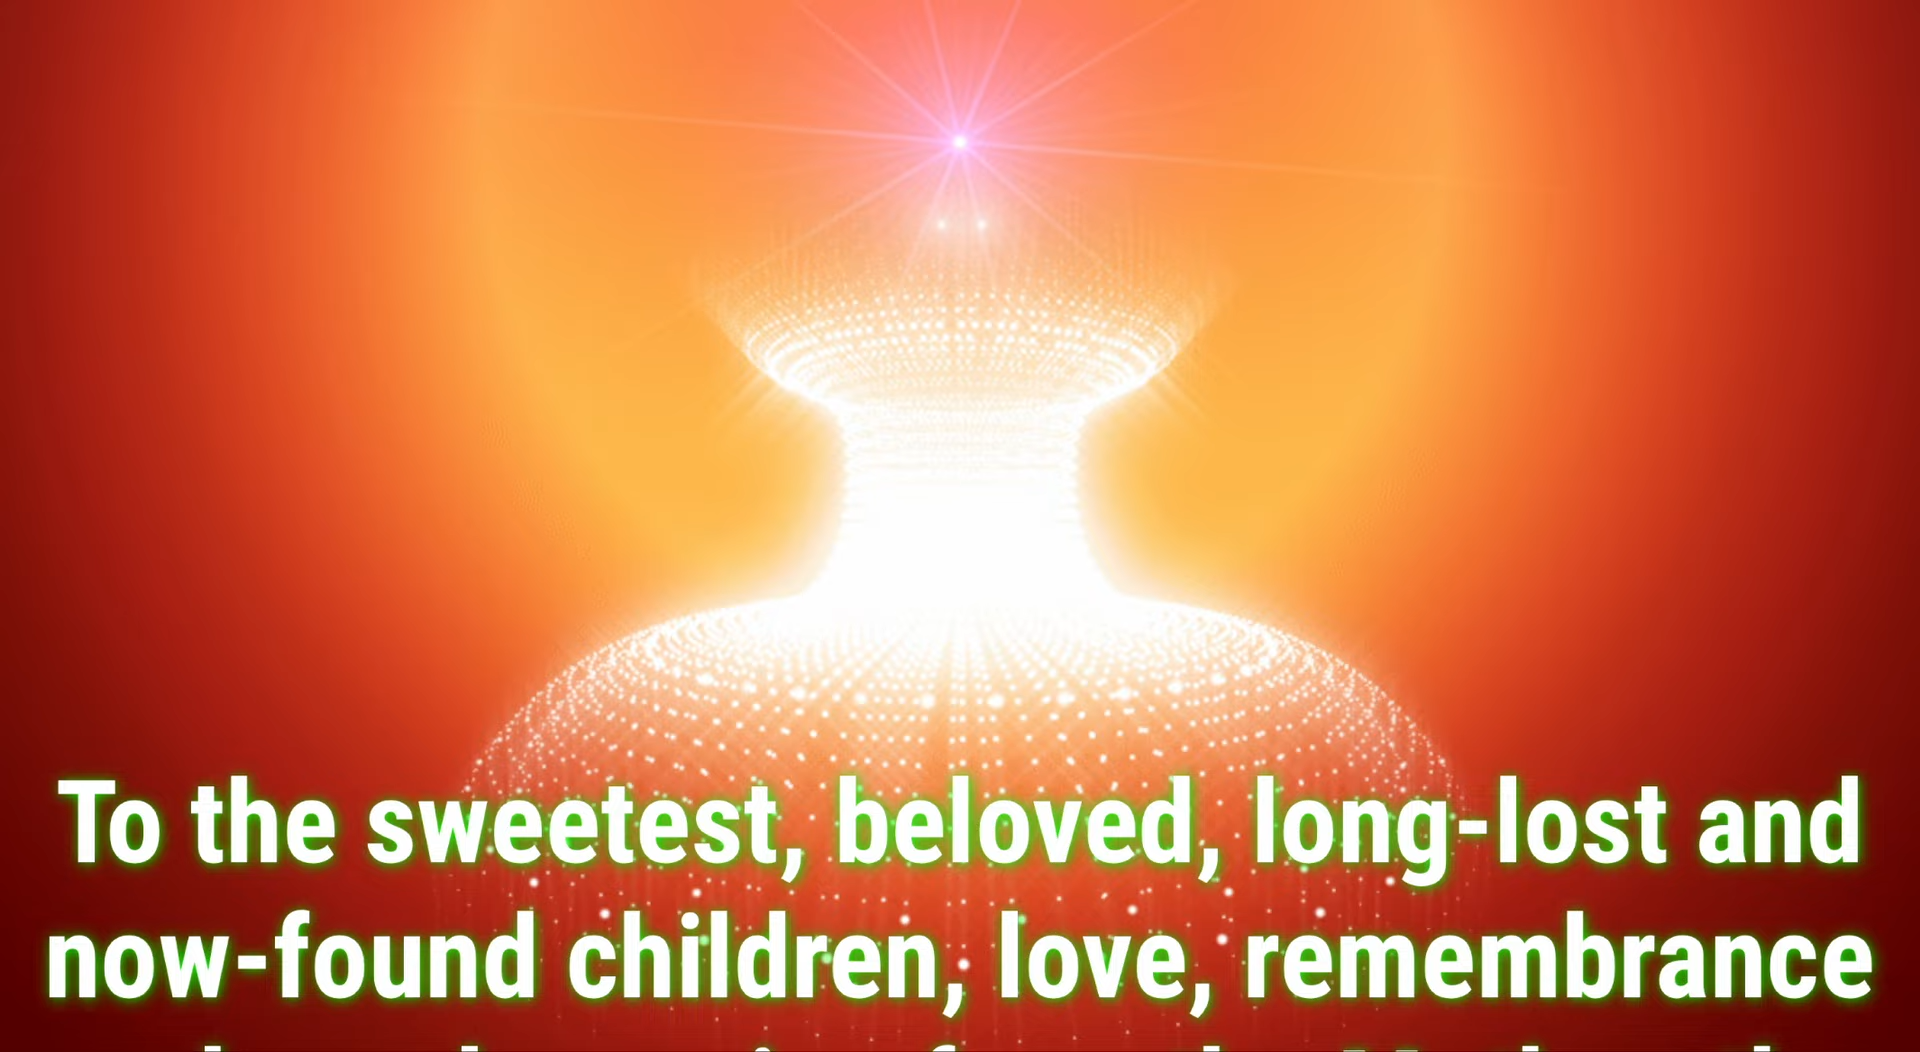 To the sweetest, beloved, long-lost and
now-found children, love, remembrance